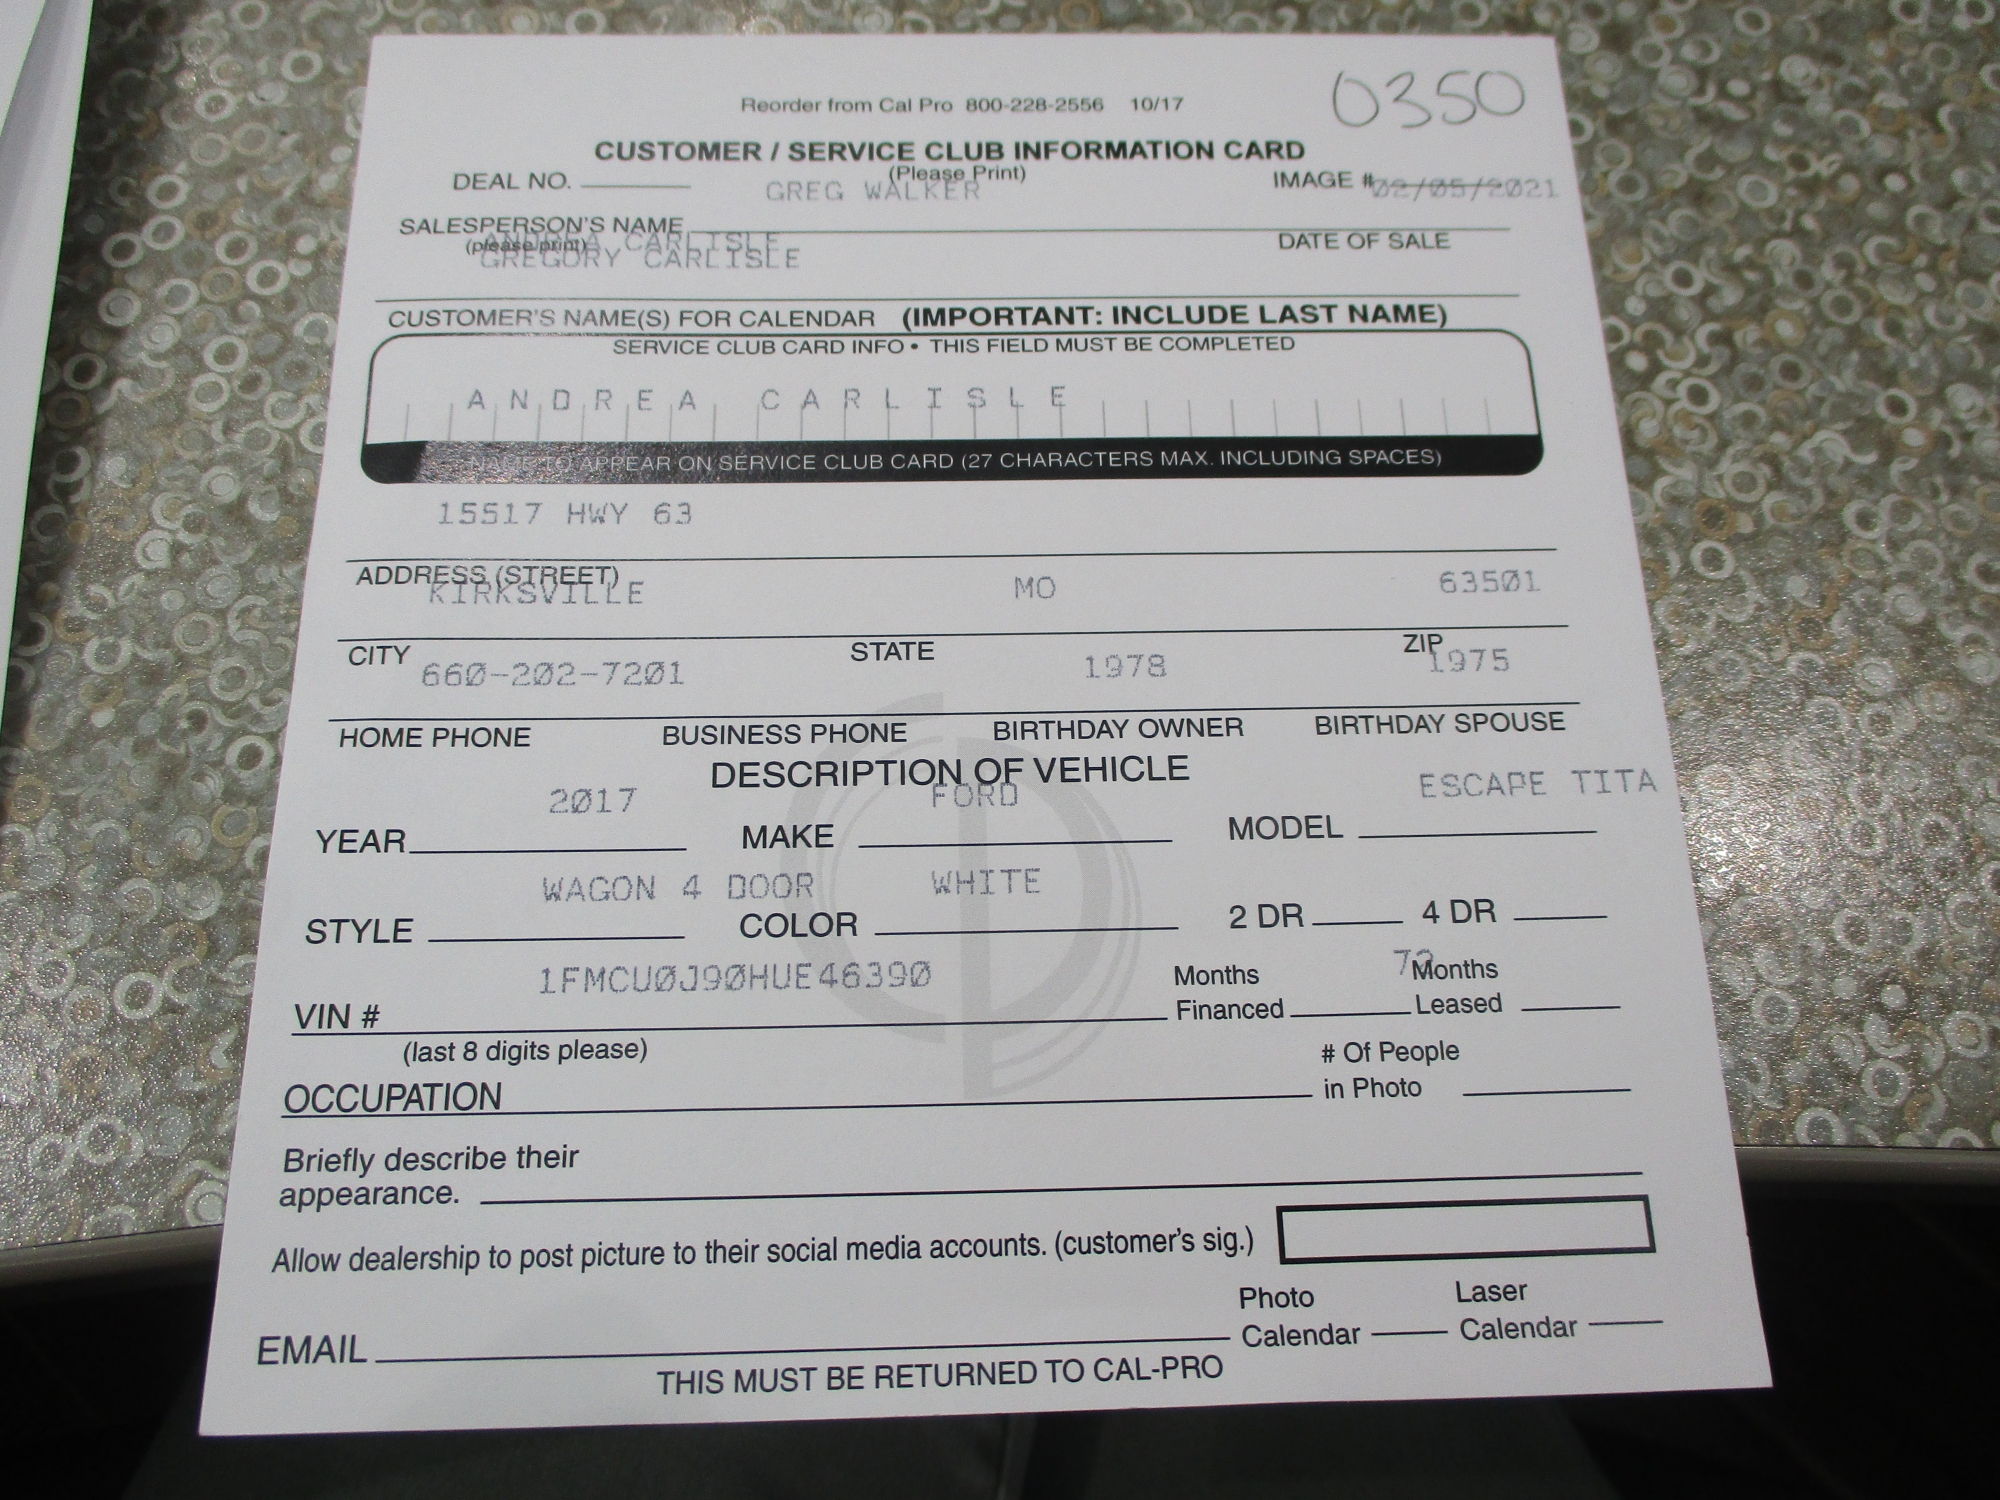 0350
Reorder from Cal Pro 800-228-2556 10/17
CUSTOMER / SERVICE CLUB INFORMATION CARD
(Please Print)
DEAL NO. GREG WALKER IMAGE # 02/05/2021
SALESPERSON'S NAME
(please print) DATE OF SALE
ANDREA CARLISLE
GREGORY CARLISLE
CUSTOMER'S NAME(S) FOR CALENDAR (IMPORTANT: INCLUDE LAST NAME)
SERVICE CLUB CARD INFO • THIS FIELD MUST BE COMPLETED
ANDREA CARLISLE
NAME TO APPEAR ON SERVICE CLUB CARD (27 CHARACTERS MAX. INCLUDING SPACES)
15517 HWY 63
ADDRESS (STREET)
KIRKSVILLE MO 63501
CITY STATE ZIP
660-202-7201 1978 1975
HOME PHONE BUSINESS PHONE BIRTHDAY OWNER BIRTHDAY SPOUSE
DESCRIPTION OF VEHICLE
2017 FORD ESCAPE TITA
YEAR MAKE MODEL
WAGON 4 DOOR WHITE
STYLE COLOR 2 DR 4 DR
1FMCU0J90HUE46390
VIN # Months Financed Months Leased
(last 8 digits please)
OCCUPATION # Of People in Photo
Briefly describe their
appearance.
Allow dealership to post picture to their social media accounts. (customer's sig.)
EMAIL Photo Calendar Laser Calendar
THIS MUST BE RETURNED TO CAL-PRO